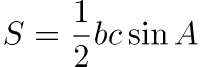 S = \frac{1}{2} bc \sin A